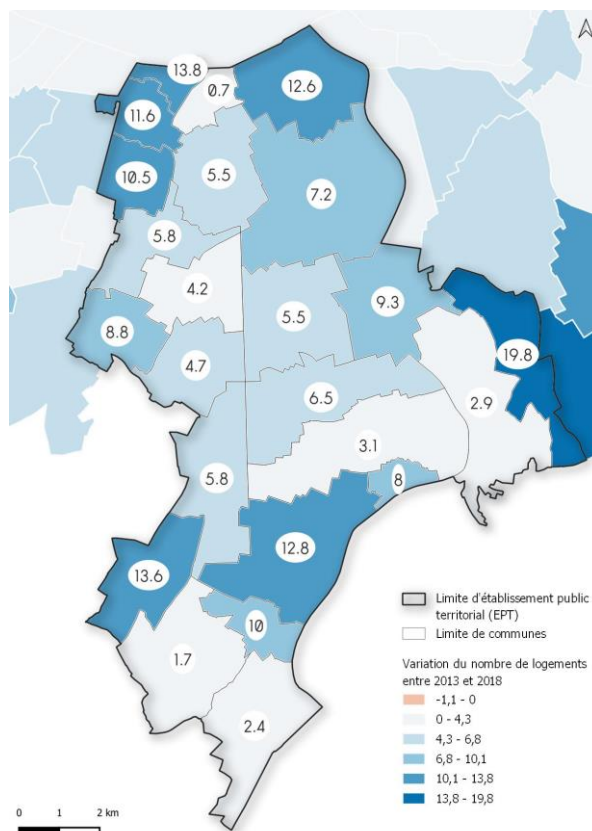 13.8
0.7
12.6
11.6
10.5
5.5
7.2
5.8
4.2
5.5
9.3
8.8
4.7
19.8
6.5
2.9
3.1
5.8
8
12.8
13.6
10
1.7
2.4
Limite d'établissement public
territorial (EPT)
Limite de communes
Variation du nombre de logements
entre 2013 et 2018
-1,1 - 0
0 - 4,3
4,3 - 6,8
6,8 - 10,1
10,1 - 13,8
13,8 - 19,8
0 1 2 km